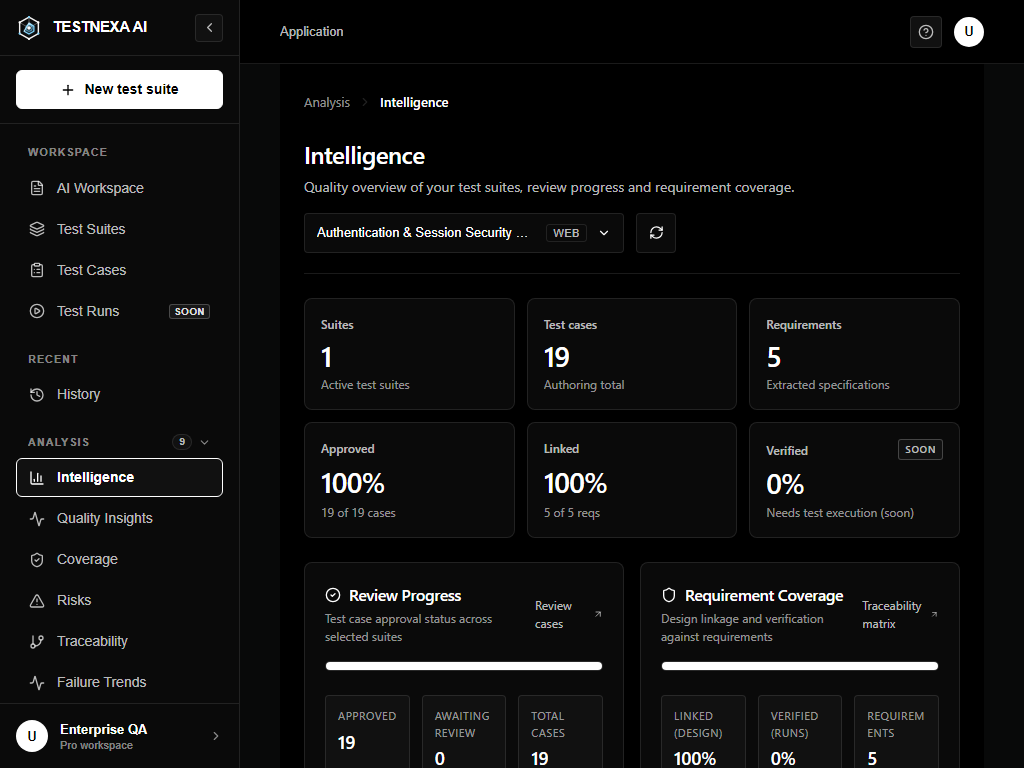 TESTNEXA AI
New test suite
WORKSPACE
AI Workspace
Test Suites
Test Cases
Test Runs SOON
RECENT
History
ANALYSIS 9
Intelligence
Quality Insights
Coverage
Risks
Traceability
Failure Trends
U
Enterprise QA
Pro workspace
Application
U
Analysis
Intelligence
Intelligence
Quality overview of your test suites, review progress and requirement coverage.
Authentication & Session Security ... WEB
Suites
1
Active test suites
Test cases
19
Authoring total
Requirements
5
Extracted specifications
Approved
100%
19 of 19 cases
Linked
100%
5 of 5 reqs
Verified SOON
0%
Needs test execution (soon)
Review Progress
Test case approval status across
selected suites
Review
cases
APPROVED
19
AWAITING
REVIEW
0
TOTAL
CASES
19
Requirement Coverage
Design linkage and verification
against requirements
Traceability
matrix
LINKED
(DESIGN)
100%
VERIFIED
(RUNS)
0%
REQUIREM
ENTS
5